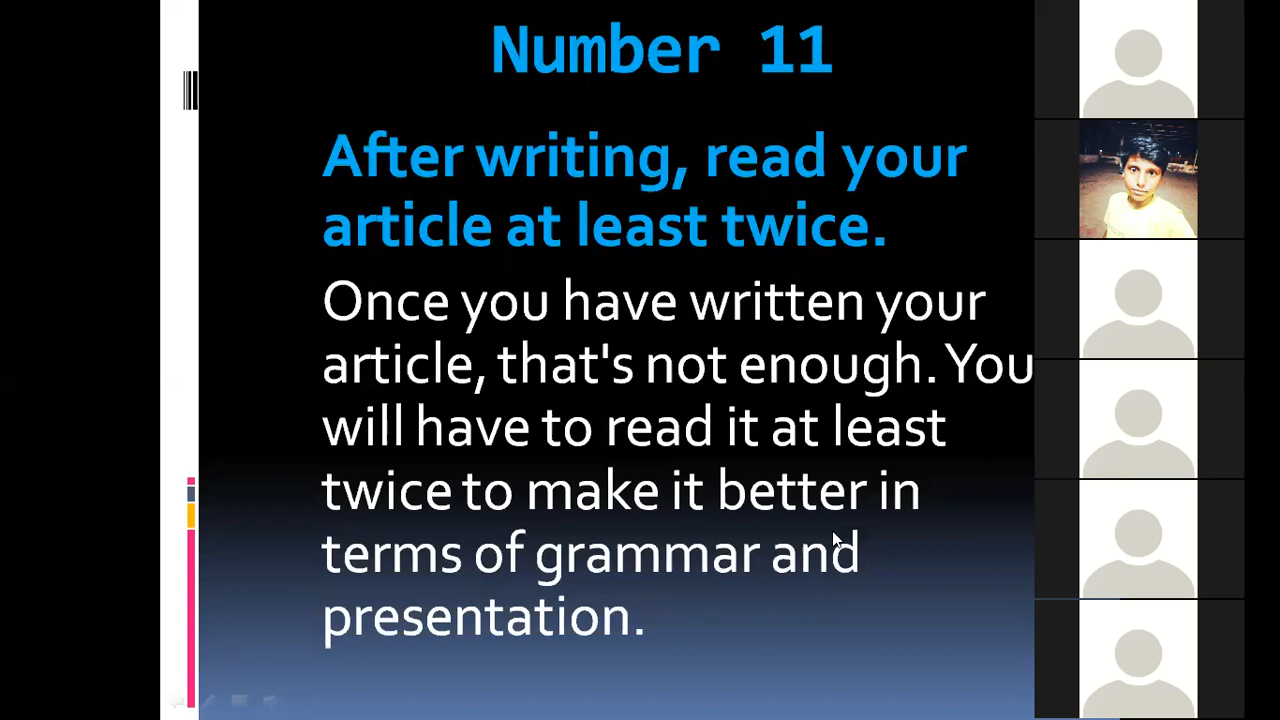 Number 11
After writing, read your
article at least twice.
Once you have written your
article, that's not enough. You
will have to read it at least
twice to make it better in
terms of grammar and
presentation.